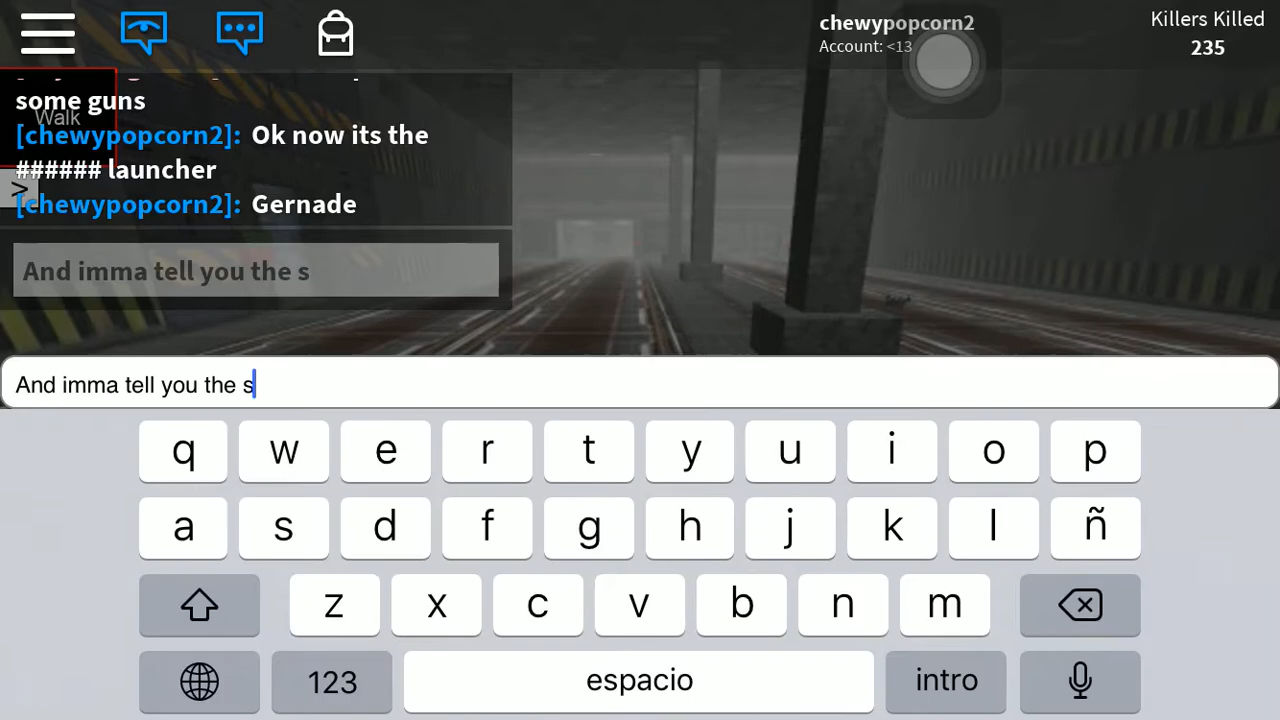 chewypopcorn2
Account: <13
Killers Killed
235
some guns
Walk
[chewypopcorn2]: Ok now its the
###### launcher
>
[chewypopcorn2]: Gernade
And imma tell you the s
And imma tell you the s
q w e r t y u i o p
a s d f g h j k l ñ
z x c v b n m
123 espacio intro